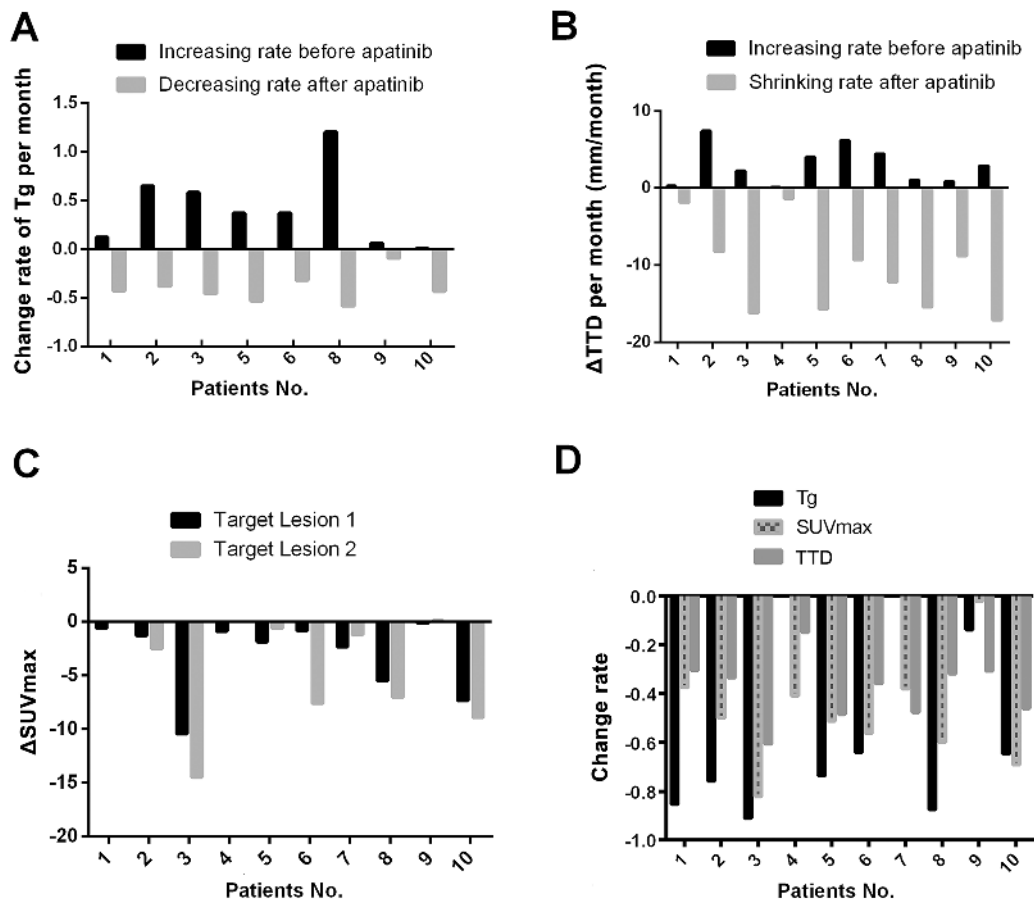 A
Increasing rate before apatinib
Decreasing rate after apatinib
Change rate of Tg per month
1.5
1.0
0.5
0.0
-0.5
-1.0
1 2 3 5 6 8 9 10
Patients No.
B
Increasing rate before apatinib
Shrinking rate after apatinib
ΔTTD per month (mm/month)
10
0
-10
-20
1 2 3 4 5 6 7 8 9 10
Patients No.
C
Target Lesion 1
Target Lesion 2
ΔSUVmax
5
0
-5
-10
-15
-20
1 2 3 4 5 6 7 8 9 10
Patients No.
D
Tg
SUVmax
TTD
Change rate
0.0
-0.2
-0.4
-0.6
-0.8
-1.0
1 2 3 4 5 6 7 8 9 10
Patients No.